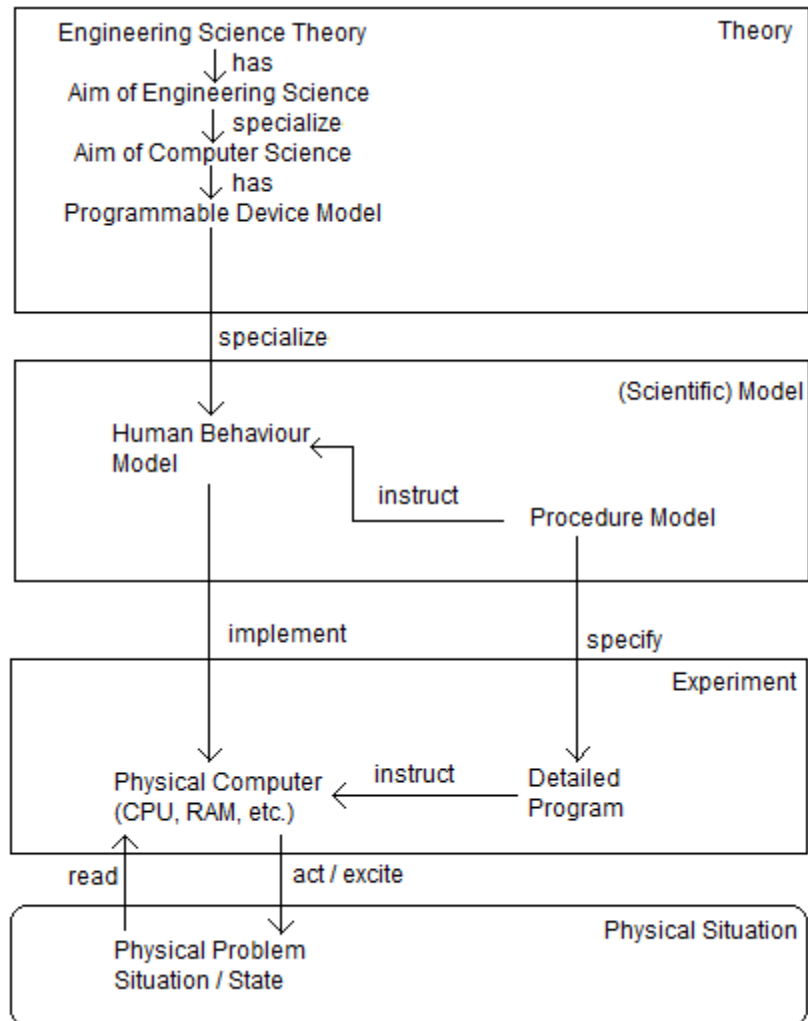 Engineering Science Theory
Theory
has
Aim of Engineering Science
specialize
Aim of Computer Science
has
Programmable Device Model
specialize
(Scientific) Model
Human Behaviour
Model
instruct
Procedure Model
implement
specify
Experiment
Physical Computer
(CPU, RAM, etc.)
instruct
Detailed
Program
read
act / excite
Physical Situation
Physical Problem
Situation / State